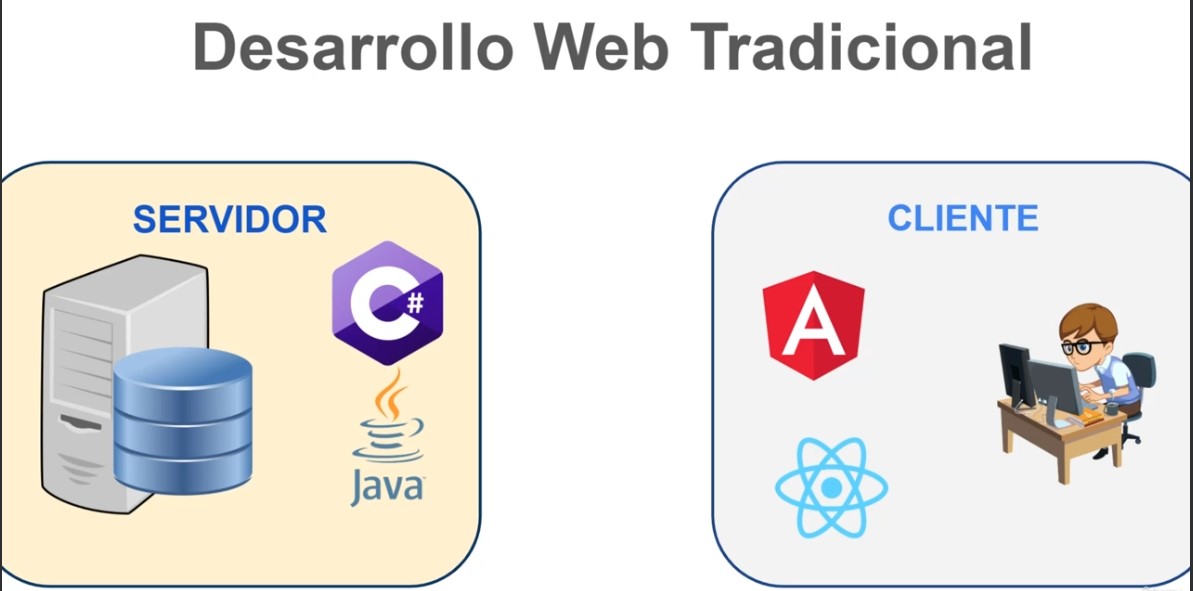 Desarrollo Web Tradicional
SERVIDOR
CLIENTE
C#
A
Java